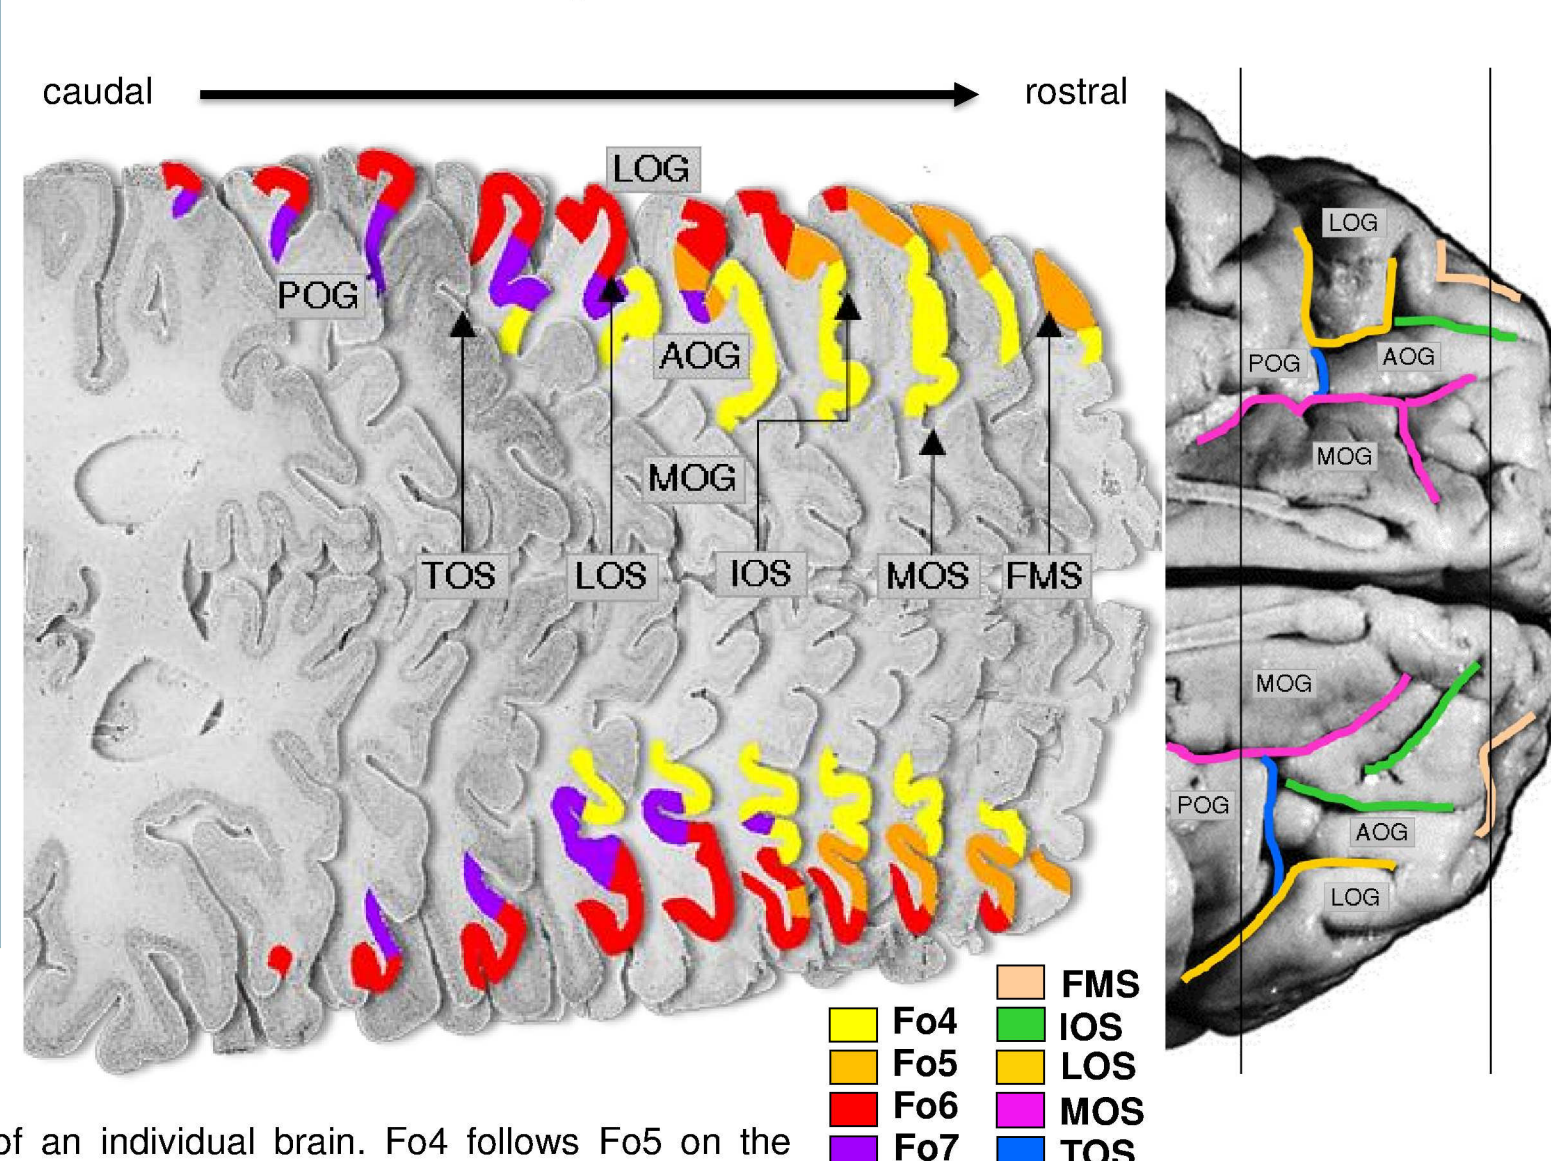 caudal
rostral
LOG
POG
AOG
MOG
TOS
LOS
IOS
MOS
FMS
LOG
POG
AOG
MOG
MOG
POG
AOG
LOG
Fo4
Fo5
Fo6
Fo7
FMS
IOS
LOS
MOS
TOS
of an individual brain. Fo4 follows Fo5 on the